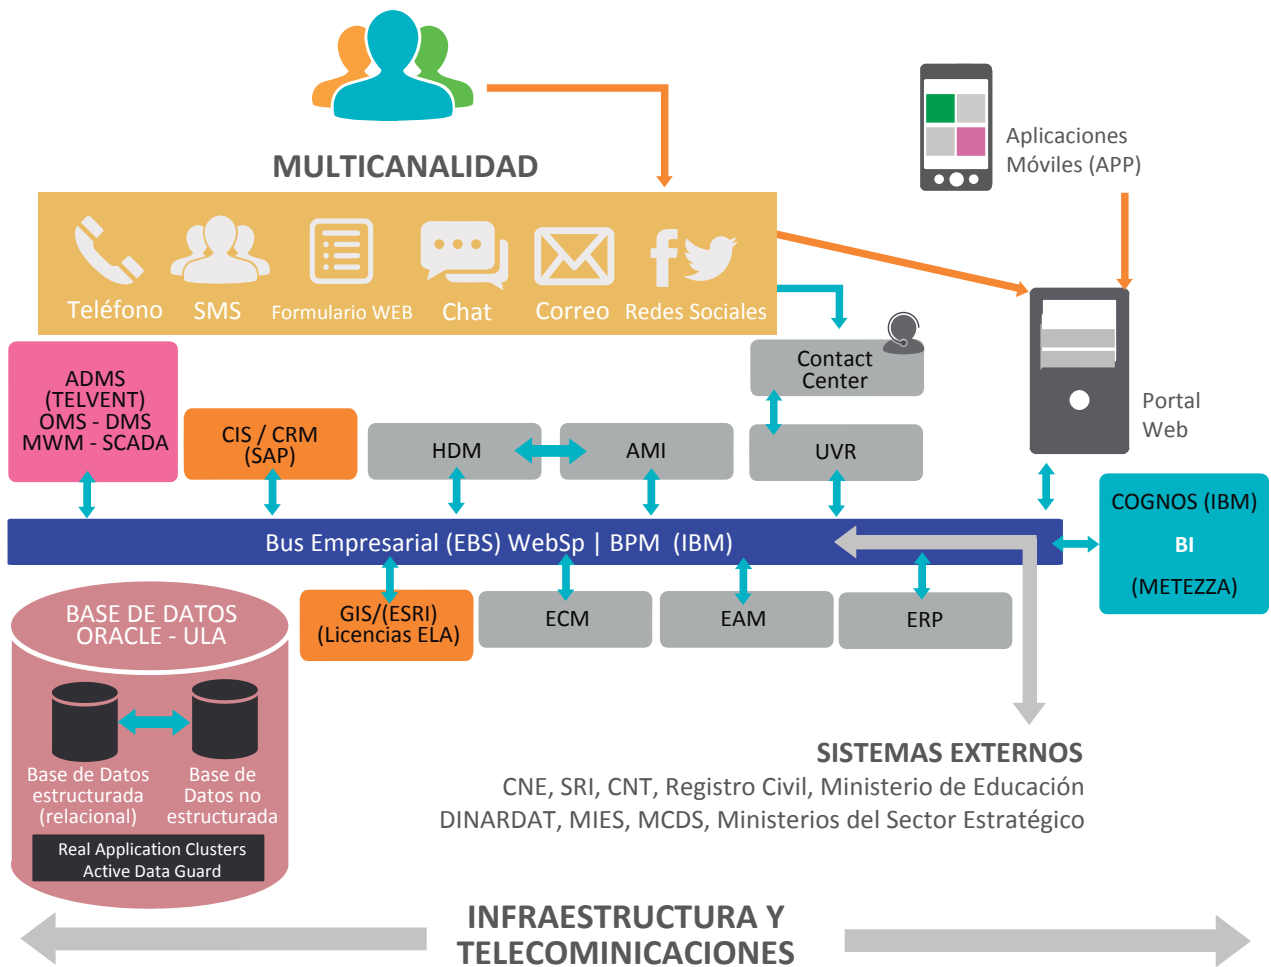 MULTICANALIDAD
Aplicaciones
Móviles (APP)
Teléfono
SMS
Formulario WEB
Chat
Correo
Redes Sociales
Contact
Center
Portal
Web
ADMS
(TELVENT)
OMS - DMS
MWM - SCADA
CIS / CRM
(SAP)
HDM
AMI
UVR
COGNOS (IBM)
BI
(METEZZA)
Bus Empresarial (EBS) WebSp | BPM (IBM)
GIS/(ESRI)
(Licencias ELA)
ECM
EAM
ERP
BASE DE DATOS
ORACLE - ULA
Base de Datos
estructurada
(relacional)
Base de
Datos no
estructurada
Real Application Clusters
Active Data Guard
SISTEMAS EXTERNOS
CNE, SRI, CNT, Registro Civil, Ministerio de Educación
DINARDAT, MIES, MCDS, Ministerios del Sector Estratégico
INFRAESTRUCTURA Y
TELECOMINICACIONES